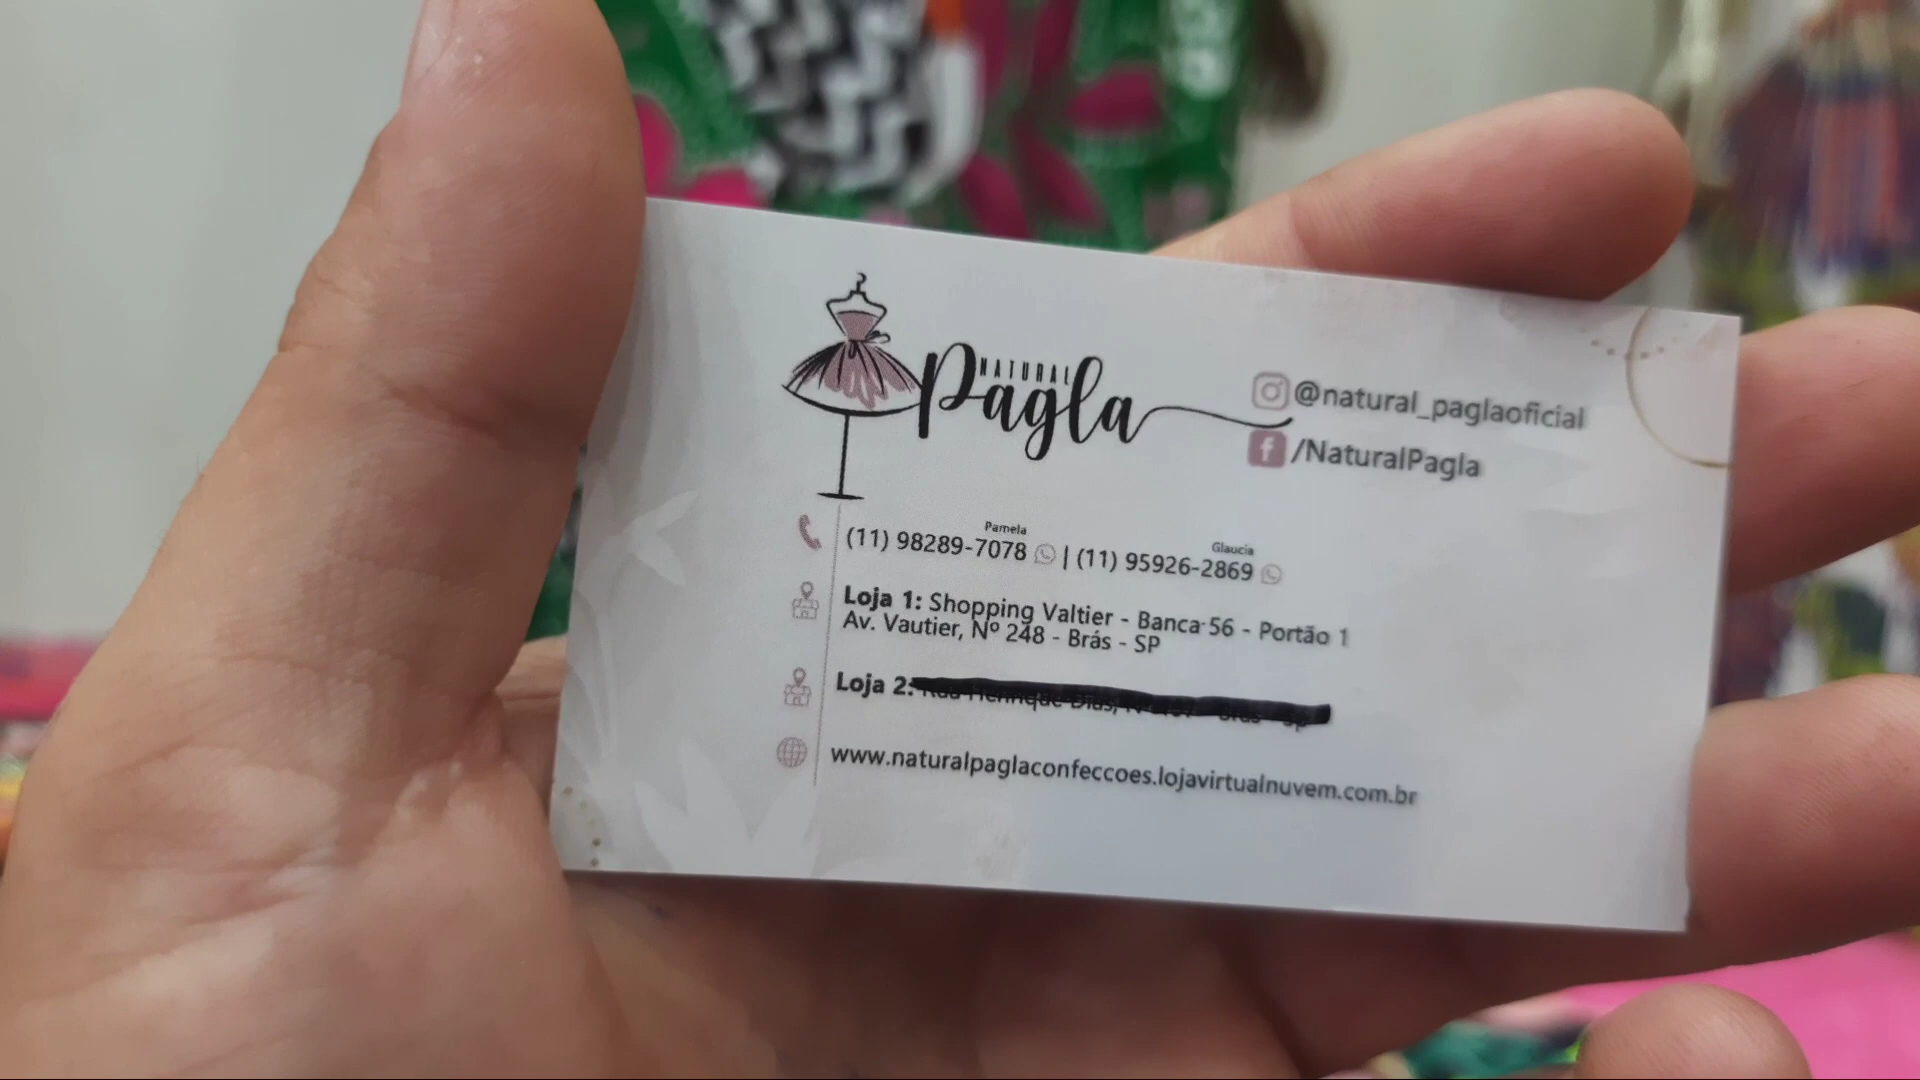 NATURAL
Pagla
@natural_paglaoficial
/NaturalPagla
Pamela Glaucia
(11) 98289-7078 | (11) 95926-2869
Loja 1: Shopping Valtier - Banca 56 - Portão 1
Av. Vautier, Nº 248 - Brás - SP
Loja 2:
www.naturalpaglaconfeccoes.lojavirtualnuvem.com.br